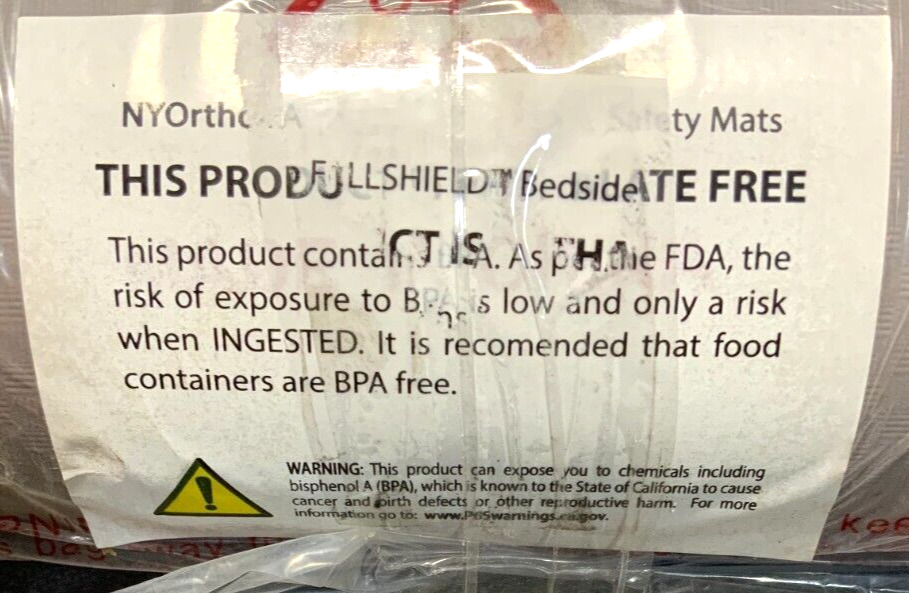 NYOrtho Safety Mats
THIS PROD FULLSHIELD™ Bedside ATE FREE
This product contai CT IS A. As per the FDA, the
risk of exposure to BPA is low and only a risk
when INGESTED. It is recomended that food
containers are BPA free.
WARNING: This product can expose you to chemicals including
bisphenol A (BPA), which is known to the State of California to cause
cancer and birth defects or other reproductive harm. For more
information go to: www.P65warnings.ca.gov.